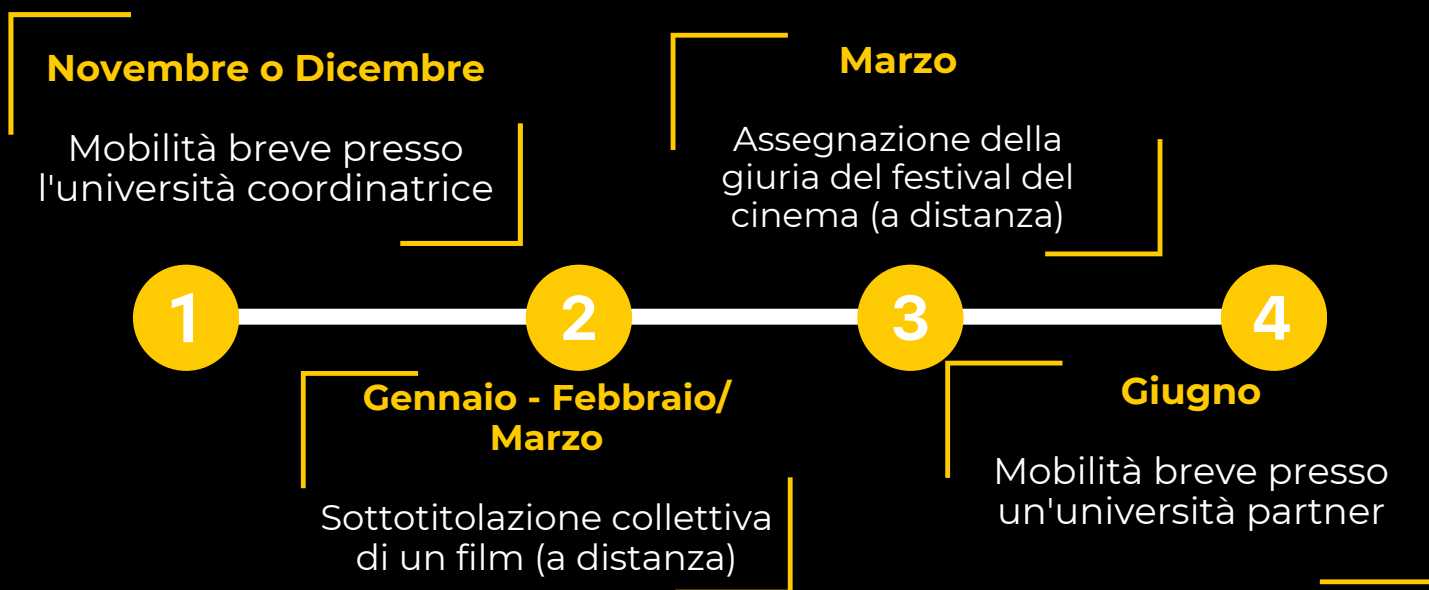 Novembre o Dicembre
Mobilità breve presso
l'università coordinatrice
Marzo
Assegnazione della
giuria del festival del
cinema (a distanza)
1
2
3
4
Gennaio - Febbraio/
Marzo
Sottotitolazione collettiva
di un film (a distanza)
Giugno
Mobilità breve presso
un'università partner